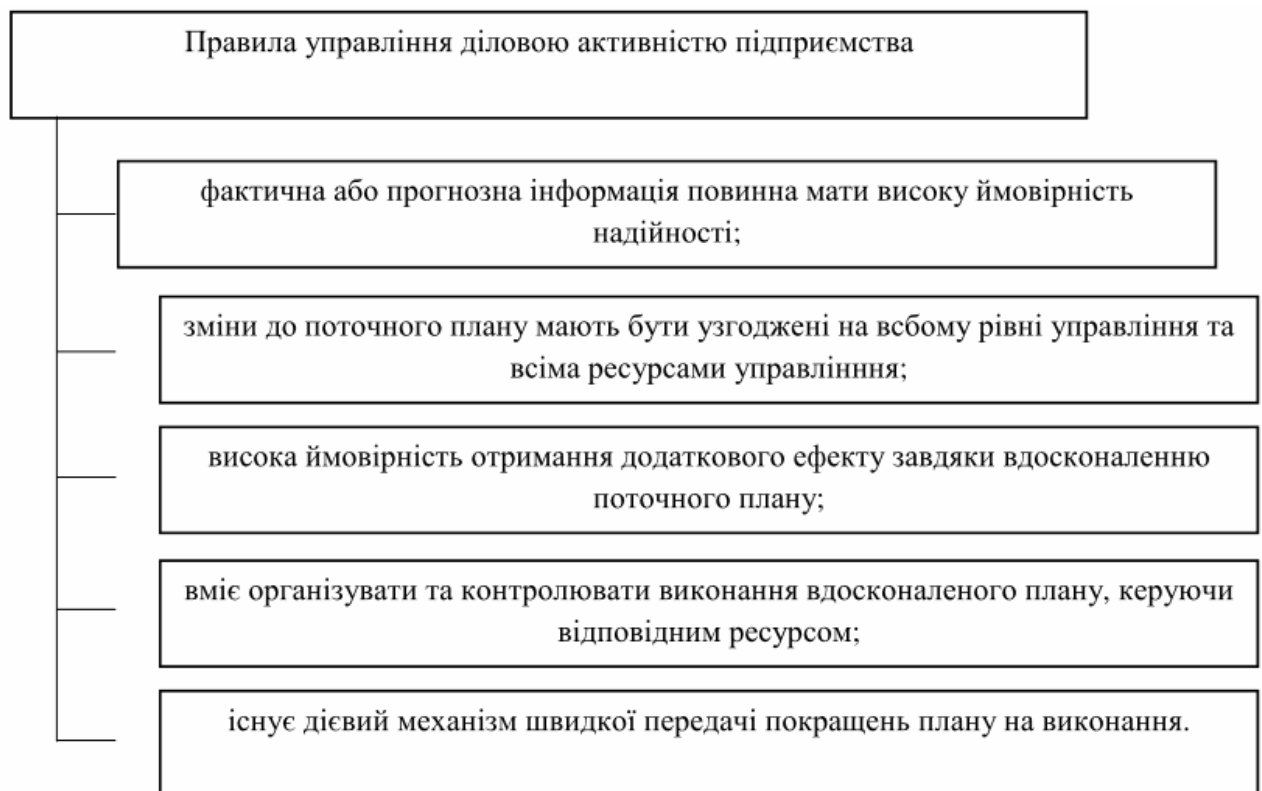 Правила управління діловою активністю підприємства
фактична або прогнозна інформація повинна мати високу ймовірність
надійності;
зміни до поточного плану мають бути узгоджені на всбому рівні управління та
всіма ресурсами управлінння;
висока ймовірність отримання додаткового ефекту завдяки вдосконаленню
поточного плану;
вміє організувати та контролювати виконання вдосконаленого плану, керуючи
відповідним ресурсом;
існує дієвий механізм швидкої передачі покращень плану на виконання.